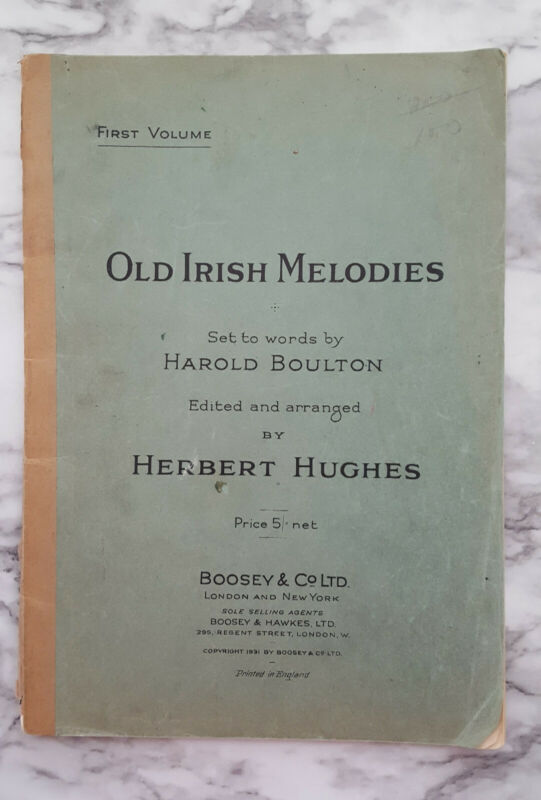 FIRST VOLUME
OLD IRISH MELODIES
Set to words by
HAROLD BOULTON
Edited and arranged
BY
HERBERT HUGHES
Price 5/- net
BOOSEY & Co LTD.
LONDON AND NEW YORK
SOLE SELLING AGENTS
BOOSEY & HAWKES, LTD.
295, REGENT STREET, LONDON, W.
COPYRIGHT 1931 BY BOOSEY & Co LTD.
Printed in England